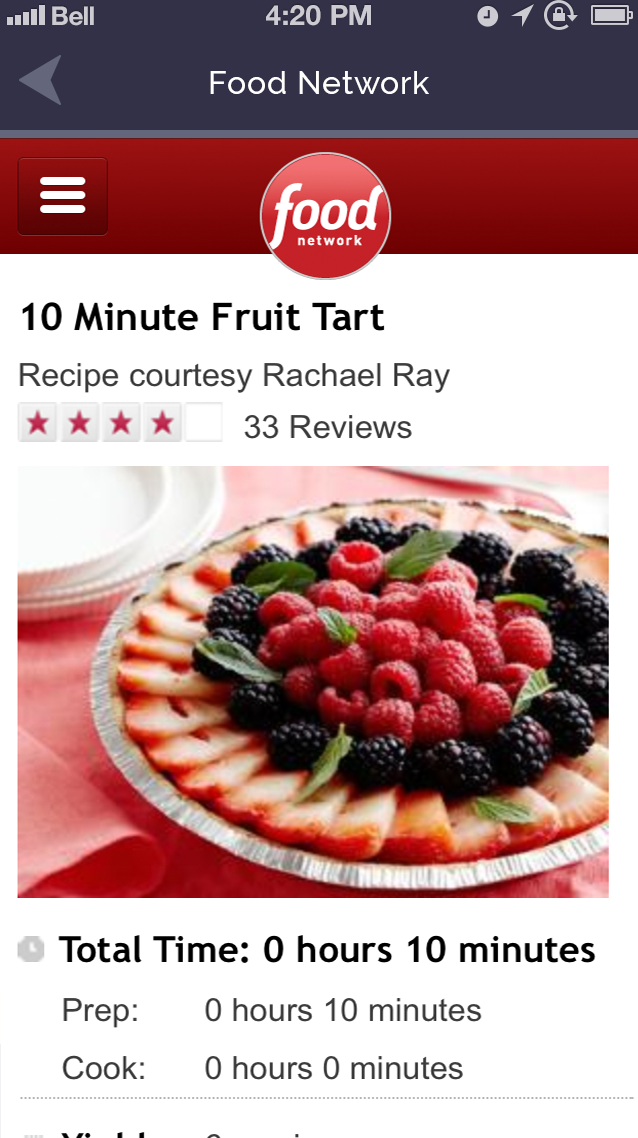 Bell 4:20 PM
Food Network
food
network
10 Minute Fruit Tart
Recipe courtesy Rachael Ray
33 Reviews
Total Time: 0 hours 10 minutes
Prep: 0 hours 10 minutes
Cook: 0 hours 0 minutes